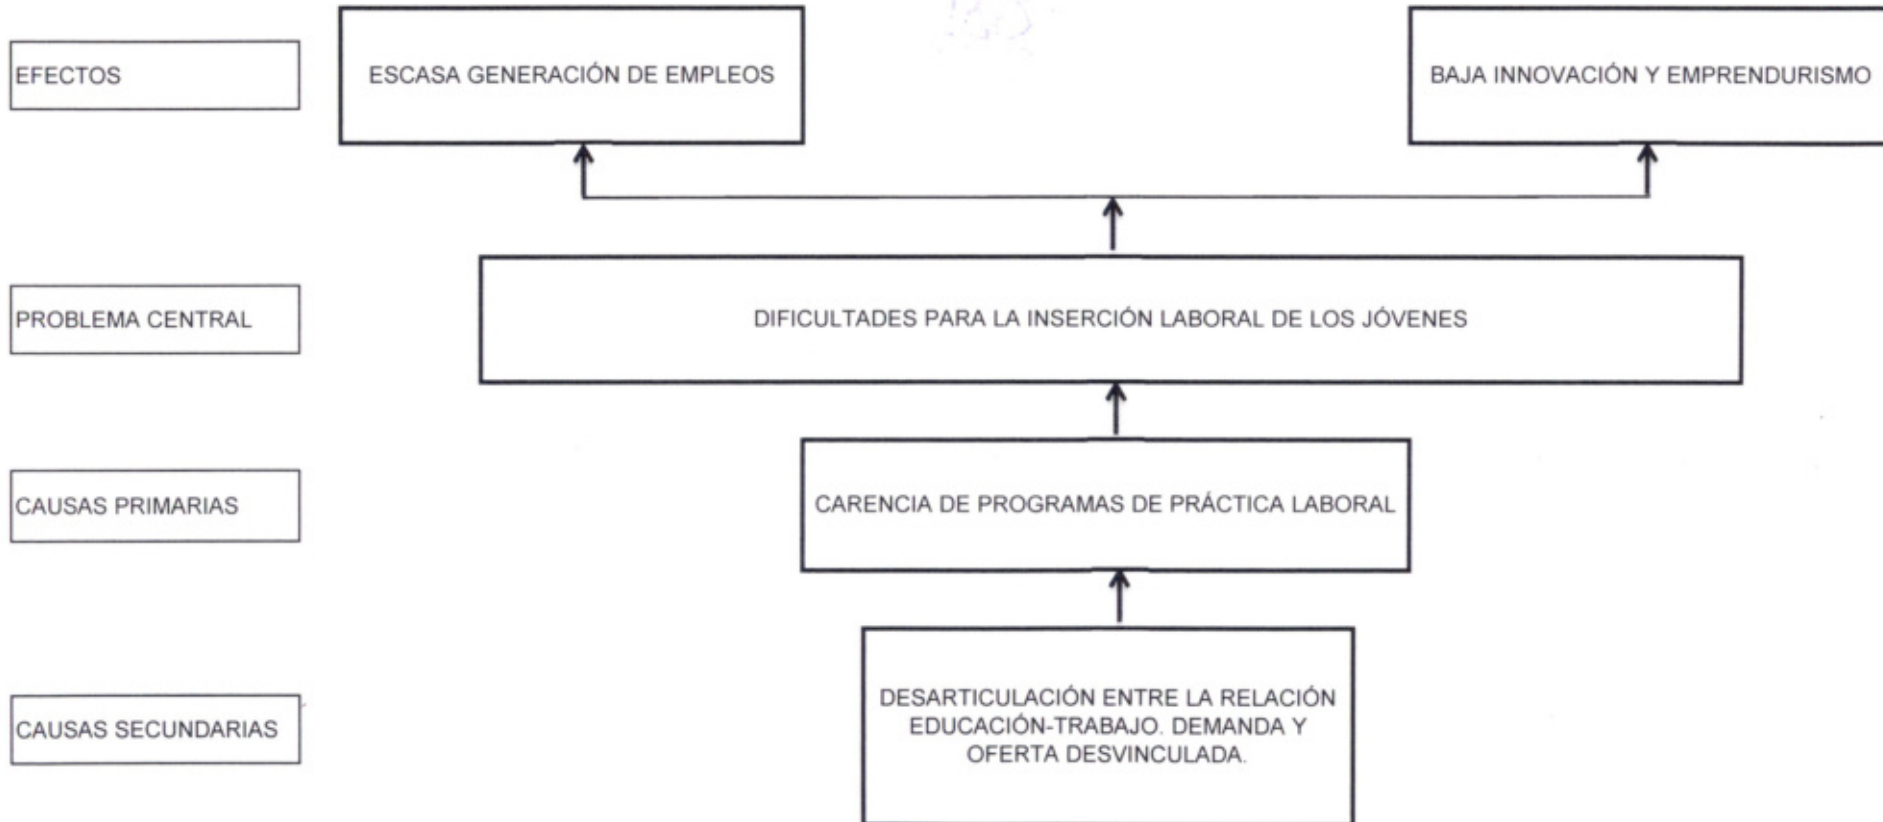 EFECTOS
ESCASA GENERACIÓN DE EMPLEOS
BAJA INNOVACIÓN Y EMPRENDURISMO
PROBLEMA CENTRAL
DIFICULTADES PARA LA INSERCIÓN LABORAL DE LOS JÓVENES
CAUSAS PRIMARIAS
CARENCIA DE PROGRAMAS DE PRÁCTICA LABORAL
CAUSAS SECUNDARIAS
DESARTICULACIÓN ENTRE LA RELACIÓN
EDUCACIÓN-TRABAJO. DEMANDA Y
OFERTA DESVINCULADA.